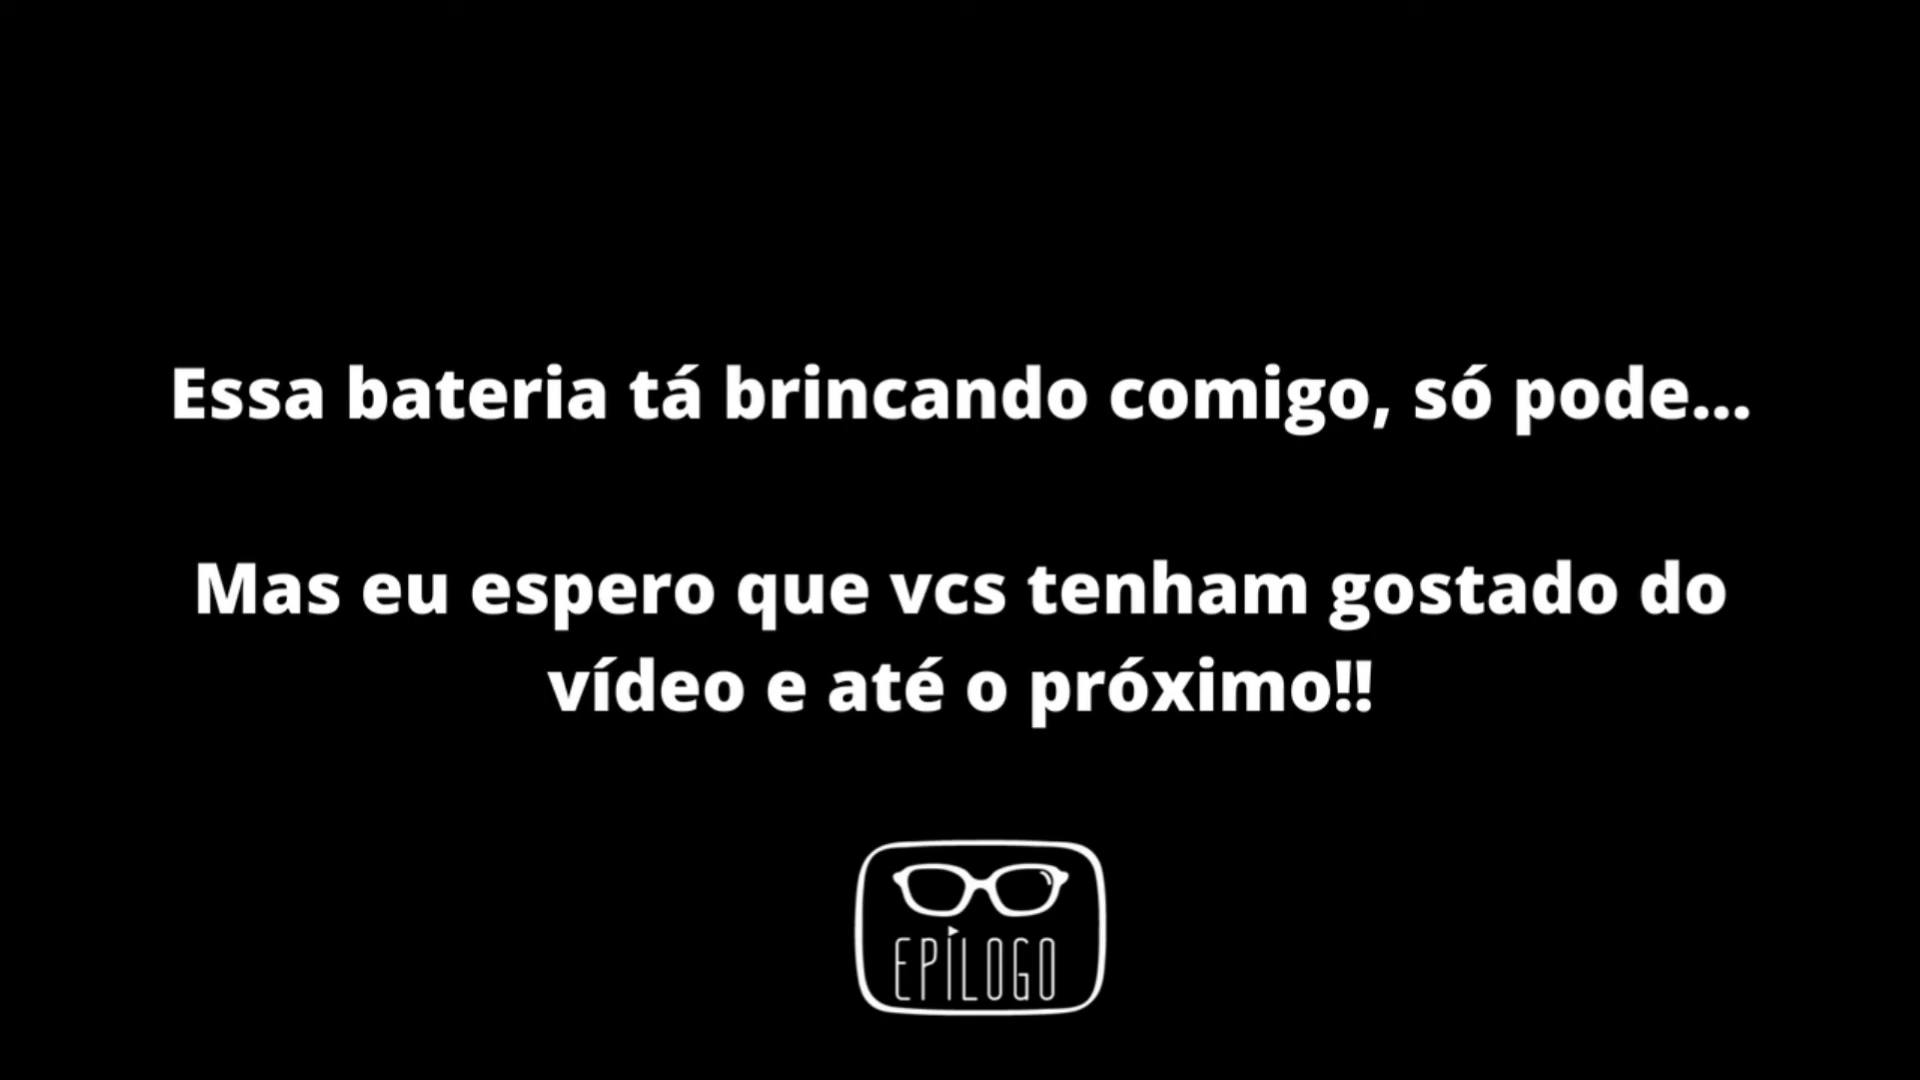 Essa bateria tá brincando comigo, só pode...
Mas eu espero que vcs tenham gostado do
vídeo e até o próximo!!
EPÍLOGO